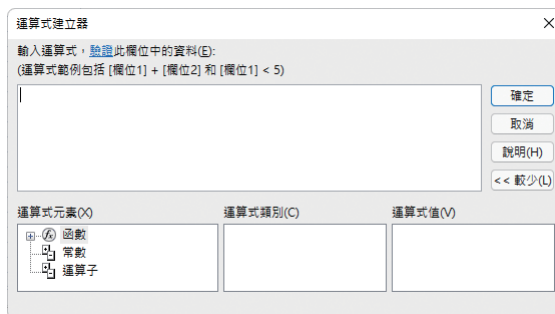 運算式建立器
輸入運算式，驗證此欄位中的資料(E):
(運算式範例包括 [欄位1] + [欄位2] 和 [欄位1] < 5)
確定
取消
說明(H)
<< 較少(L)
運算式元素(X)
運算式類別(C)
運算式值(V)
函數
常數
運算子